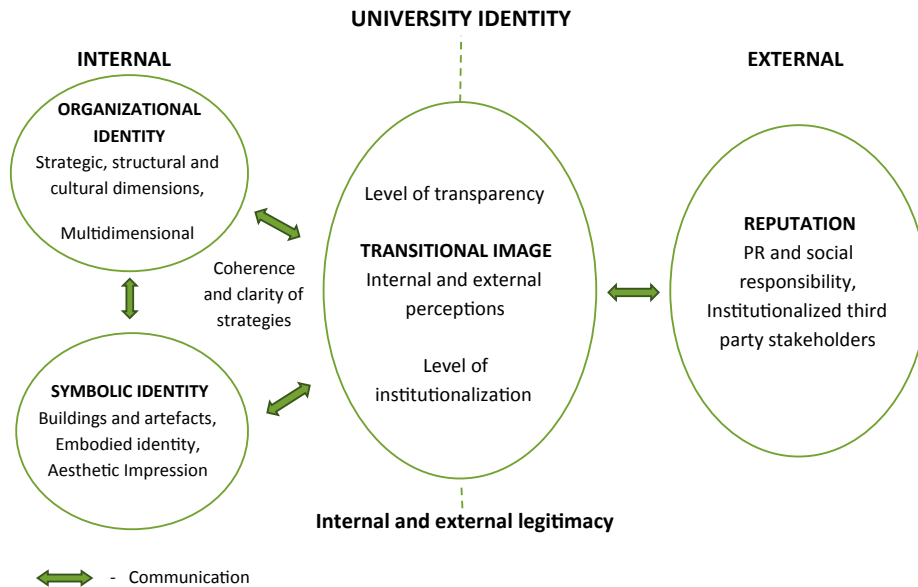 UNIVERSITY IDENTITY
INTERNAL
EXTERNAL
ORGANIZATIONAL
IDENTITY
Strategic, structural and
cultural dimensions,
Multidimensional
Coherence
and clarity of
strategies
SYMBOLIC IDENTITY
Buildings and artefacts,
Embodied identity,
Aesthetic Impression
Level of transparency
TRANSITIONAL IMAGE
Internal and external
perceptions
Level of
institutionalization
REPUTATION
PR and social
responsibility,
Institutionalized third
party stakeholders
Internal and external legitimacy
- Communication